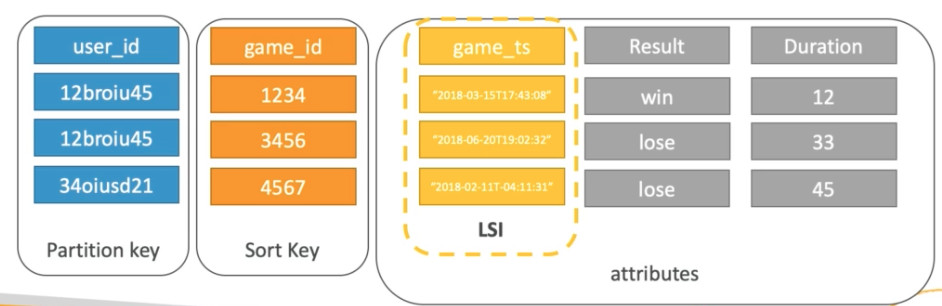 user_id game_id game_ts Result Duration
12broiu45 1234 "2018-03-15T17:43:08" win 12
12broiu45 3456 "2018-06-20T19:02:32" lose 33
34oiusd21 4567 "2018-02-11T-04:11:31" lose 45
LSI
Partition key Sort Key
attributes